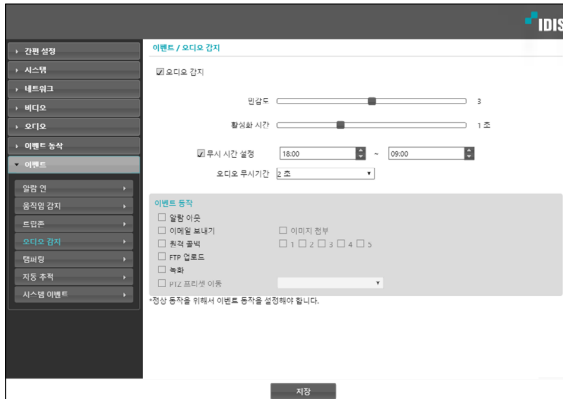 IDIS
간편 설정
시스템
네트워크
비디오
오디오
이벤트 동작
이벤트
알람 인
움직임 감지
트립존
오디오 감지
탬퍼링
자동 추적
시스템 이벤트
이벤트 / 오디오 감지
오디오 감지
민감도 3
활성화 시간 1 초
무시 시간 설정 18:00 ~ 09:00
오디오 무시기간 2 초
이벤트 동작
알람 아웃
이메일 보내기 이미지 첨부
원격 콜백 1 2 3 4 5
FTP 업로드
녹화
PTZ 프리셋 이동
*정상 동작을 위해서 이벤트 동작을 설정해야 합니다.
저장